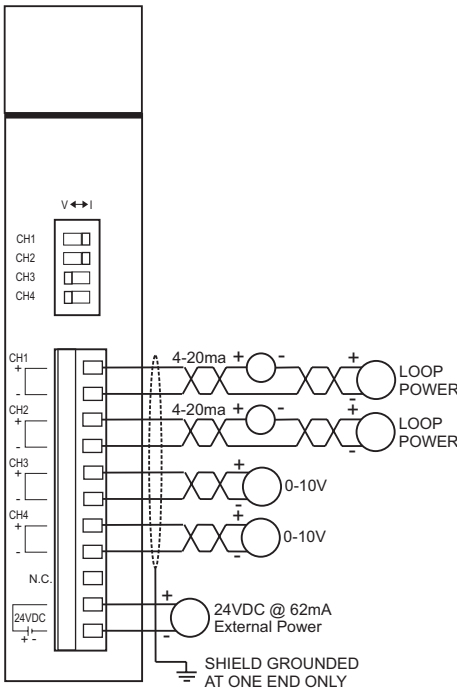 V ↔ I
CH1
CH2
CH3
CH4
CH1
+
-
4-20ma + -
+
-
LOOP
POWER
CH2
+
-
4-20ma + -
+
-
LOOP
POWER
CH3
+
-
+
-
0-10V
CH4
+
-
+
-
0-10V
N.C.
24VDC
+ -
+
-
24VDC @ 62mA
External Power
SHIELD GROUNDED
AT ONE END ONLY